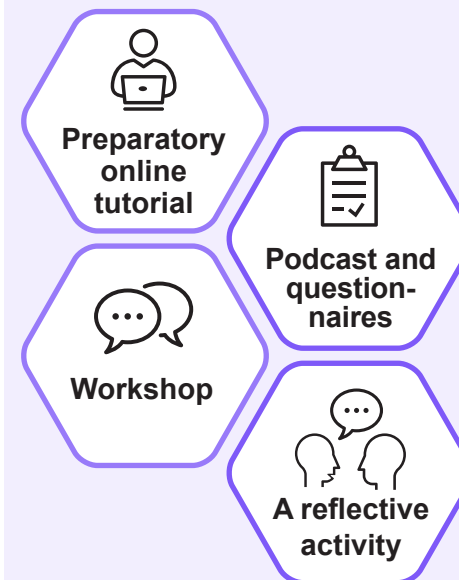 Preparatory
online
tutorial
Podcast and
question-
naires
Workshop
A reflective
activity